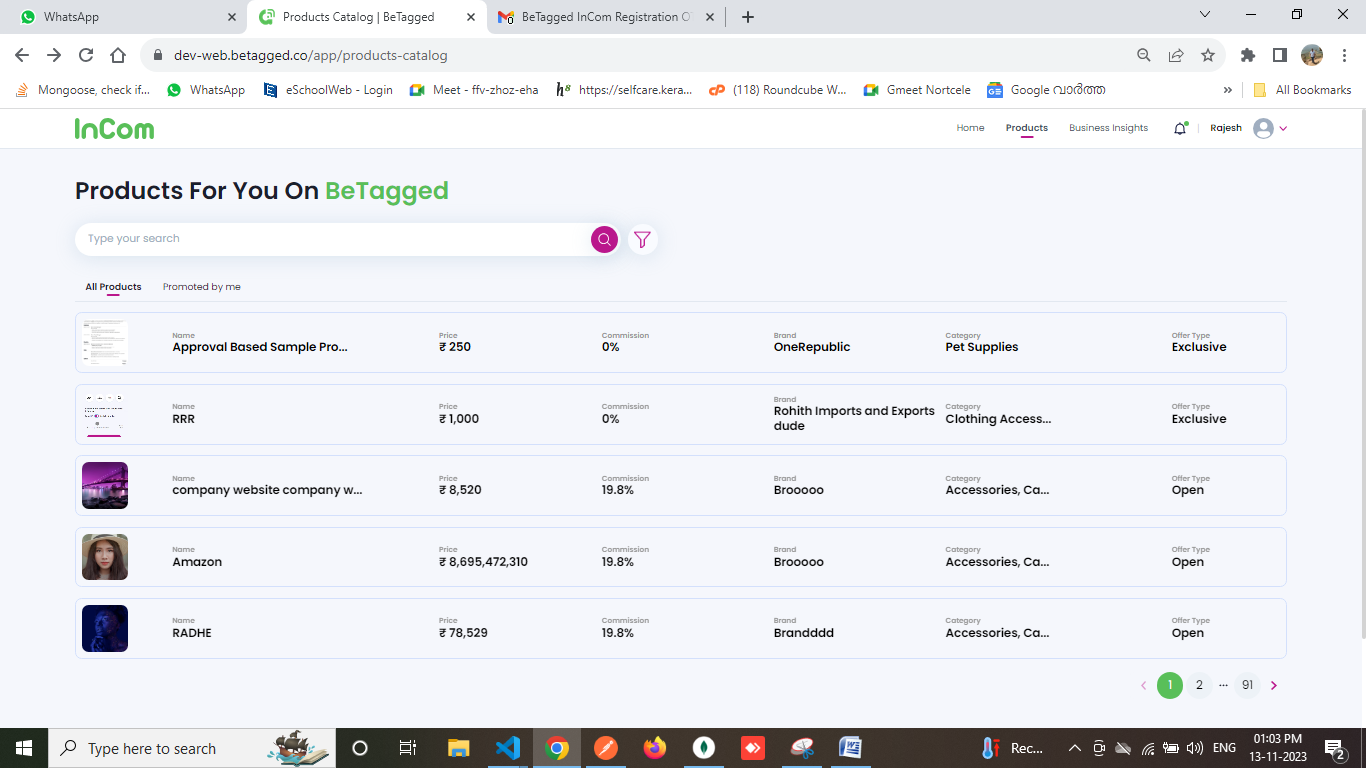 WhatsApp
Products Catalog | BeTagged
BeTagged InCom Registration O
dev-web.betagged.co/app/products-catalog
Mongoose, check if...
WhatsApp
eSchoolWeb - Login
Meet - ffv-zhoz-eha
https://selfcare.kera...
(118) Roundcube W...
Gmeet Nortcele
Google വാർത്ത
»
All Bookmarks
InCom
Home
Products
Business Insights
Rajesh
Products For You On BeTagged
Type your search
All Products
Promoted by me
Name
Price
Commission
Brand
Category
Offer Type
Approval Based Sample Pro...
₹ 250
0%
OneRepublic
Pet Supplies
Exclusive
Name
Price
Commission
Brand
Category
Offer Type
RRR
₹ 1,000
0%
Rohith Imports and Exports
dude
Clothing Access...
Exclusive
Name
Price
Commission
Brand
Category
Offer Type
company website company w...
₹ 8,520
19.8%
Brooooo
Accessories, Ca...
Open
Name
Price
Commission
Brand
Category
Offer Type
Amazon
₹ 8,695,472,310
19.8%
Brooooo
Accessories, Ca...
Open
Name
Price
Commission
Brand
Category
Offer Type
RADHE
₹ 78,529
19.8%
Brandddd
Accessories, Ca...
Open
1
2
...
91
Type here to search
Rec...
ENG
01:03 PM
13-11-2023
2